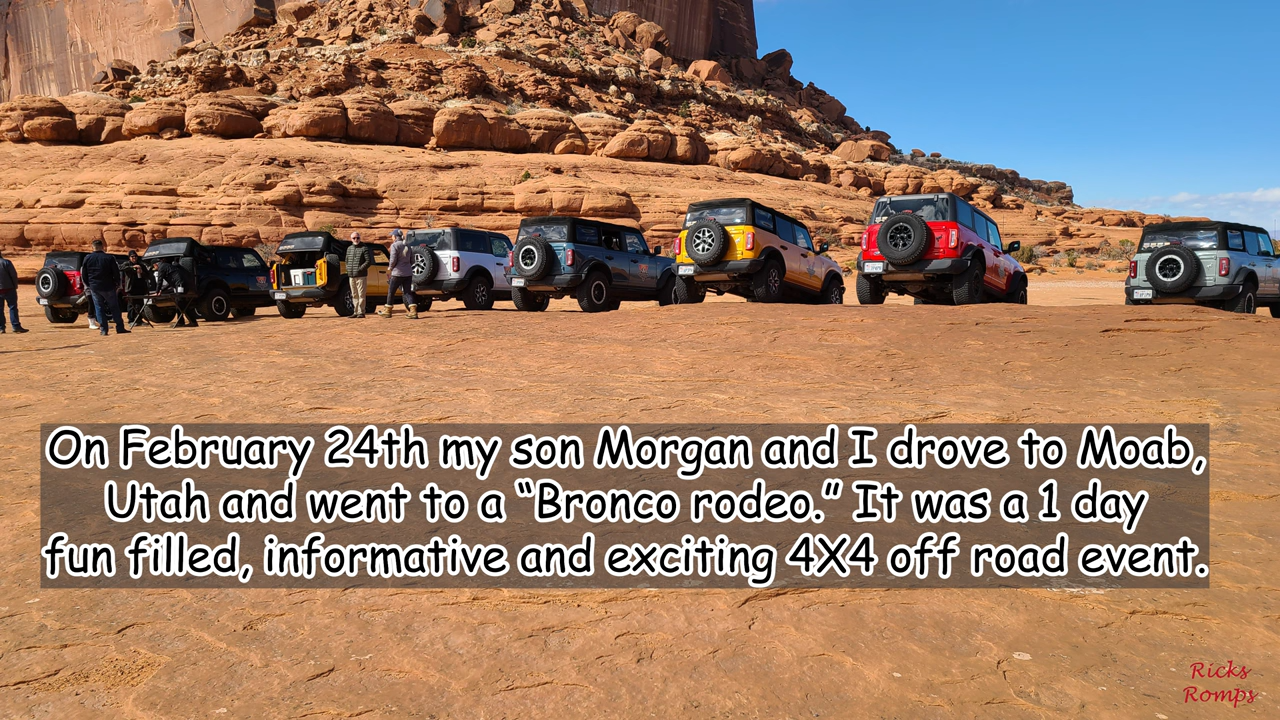 On February 24th my son Morgan and I drove to Moab,
Utah and went to a “Bronco rodeo.” It was a 1 day
fun filled, informative and exciting 4X4 off road event.
Ricks
Romps